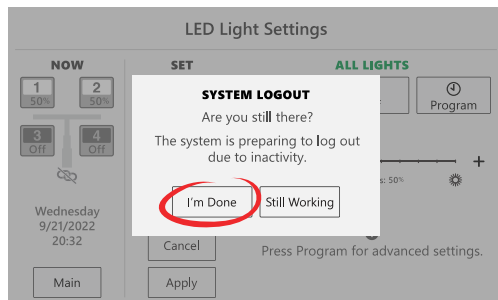 LED Light Settings
NOW
SET
ALL LIGHTS
1
50%
2
50%
3
Off
4
Off
Wednesday
9/21/2022
20:32
Main
SYSTEM LOGOUT
Are you still there?
The system is preparing to log out
due to inactivity.
I'm Done
Still Working
Cancel
Apply
Program
+
50%
Press Program for advanced settings.